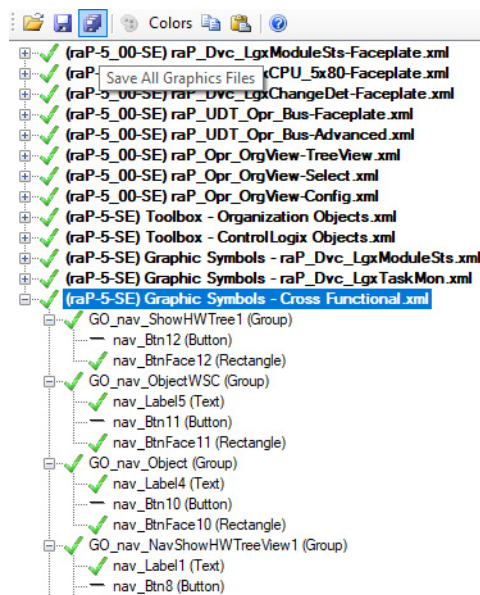 Colors
(raP-5_00-SE) raP_Dvc_LgxModuleSts-Faceplate.xml
(raP- xCPU_5x80-Faceplate.xml
Save All Graphics Files
(raP-5_00-SE) raP_Dvc_LgxChangeDet-Faceplate.xml
(raP-5_00-SE) raP_UDT_Opr_Bus-Faceplate.xml
(raP-5_00-SE) raP_UDT_Opr_Bus-Advanced.xml
(raP-5_00-SE) raP_Opr_OrgView-TreeView.xml
(raP-5_00-SE) raP_Opr_OrgView-Select.xml
(raP-5_00-SE) raP_Opr_OrgView-Config.xml
(raP-5-SE) Toolbox - Organization Objects.xml
(raP-5-SE) Toolbox - ControlLogix Objects.xml
(raP-5-SE) Graphic Symbols - raP_Dvc_LgxModuleSts.xml
(raP-5-SE) Graphic Symbols - raP_Dvc_LgxTaskMon.xml
(raP-5-SE) Graphic Symbols - Cross Functional.xml
GO_nav_ShowHWTree1 (Group)
nav_Btn12 (Button)
nav_BtnFace12 (Rectangle)
GO_nav_ObjectWSC (Group)
nav_Label5 (Text)
nav_Btn11 (Button)
nav_BtnFace11 (Rectangle)
GO_nav_Object (Group)
nav_Label4 (Text)
nav_Btn10 (Button)
nav_BtnFace10 (Rectangle)
GO_nav_NavShowHWTreeView1 (Group)
nav_Label1 (Text)
nav_Btn8 (Button)